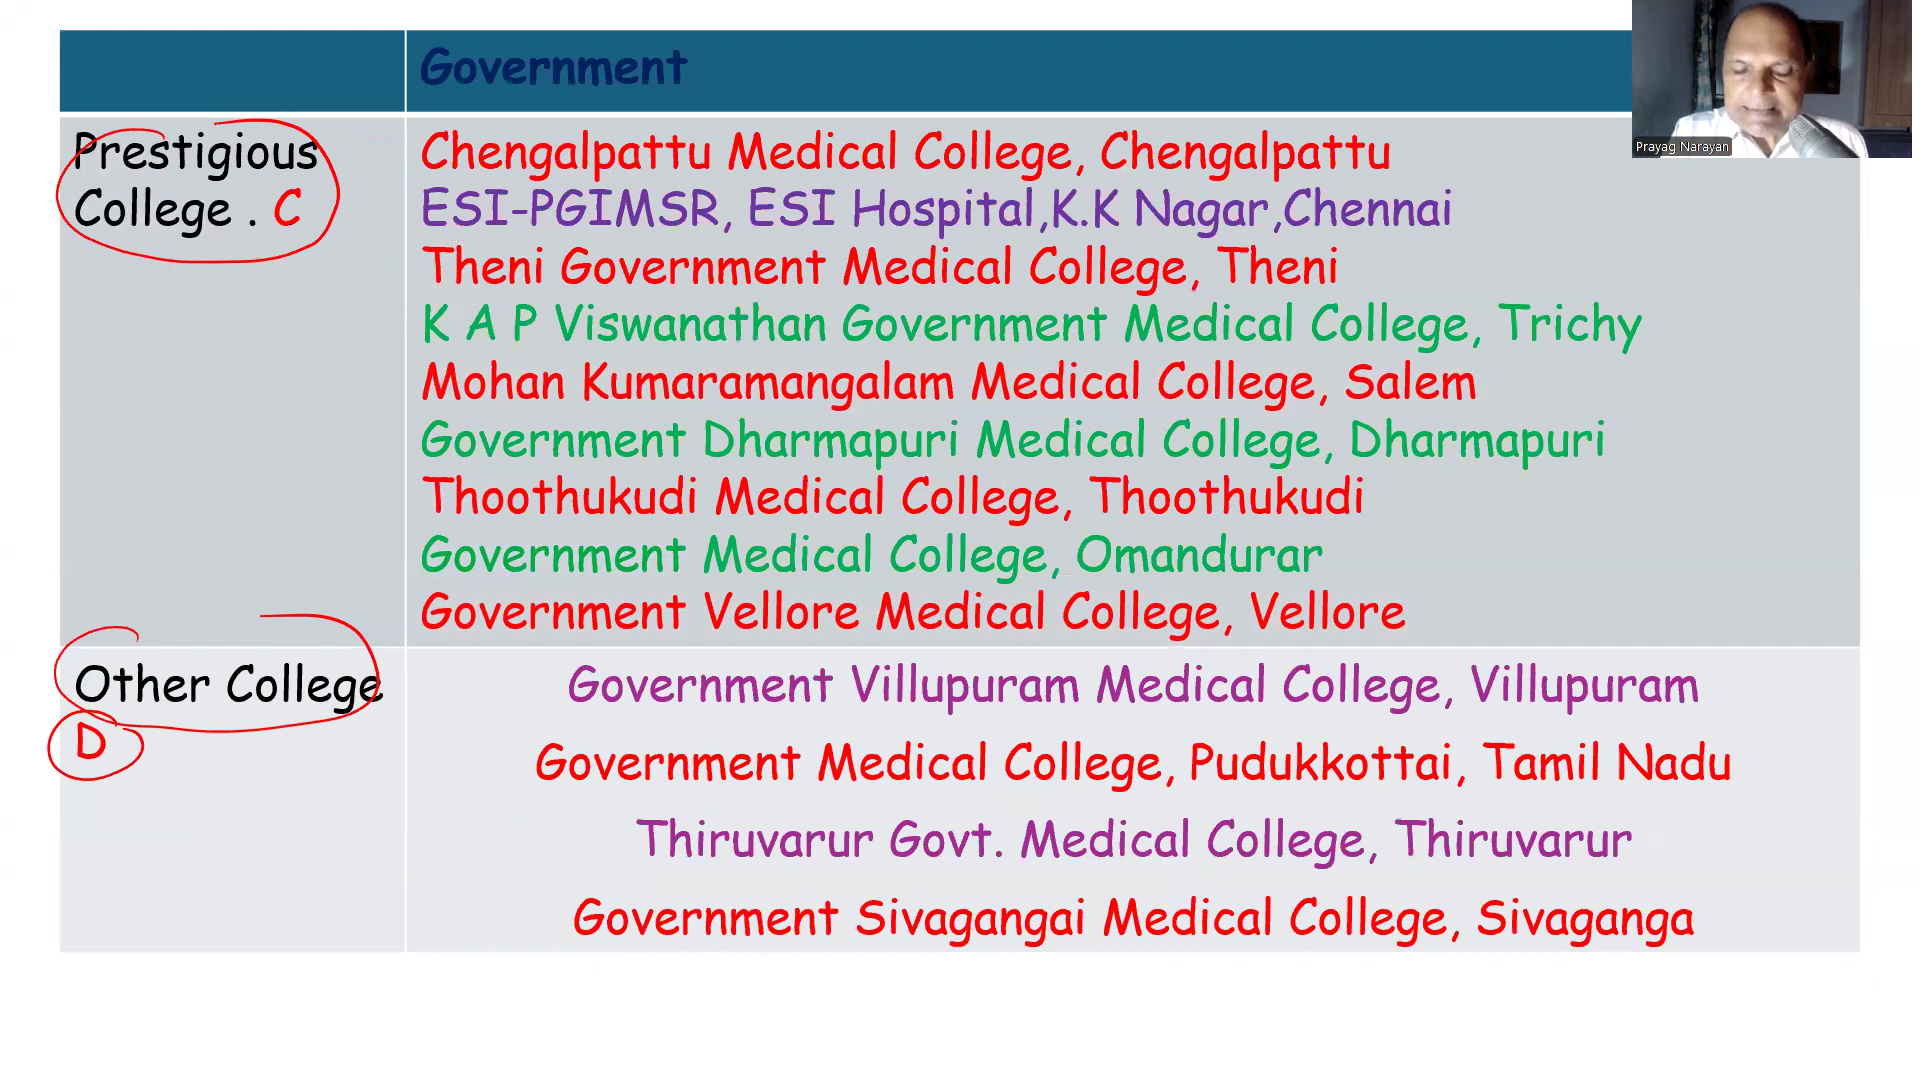 Government
Prayag Narayan
Prestigious
College . C
Chengalpattu Medical College, Chengalpattu
ESI-PGIMSR, ESI Hospital,K.K Nagar,Chennai
Theni Government Medical College, Theni
K A P Viswanathan Government Medical College, Trichy
Mohan Kumaramangalam Medical College, Salem
Government Dharmapuri Medical College, Dharmapuri
Thoothukudi Medical College, Thoothukudi
Government Medical College, Omandurar
Government Vellore Medical College, Vellore
Other College
D
Government Villupuram Medical College, Villupuram
Government Medical College, Pudukkottai, Tamil Nadu
Thiruvarur Govt. Medical College, Thiruvarur
Government Sivagangai Medical College, Sivaganga